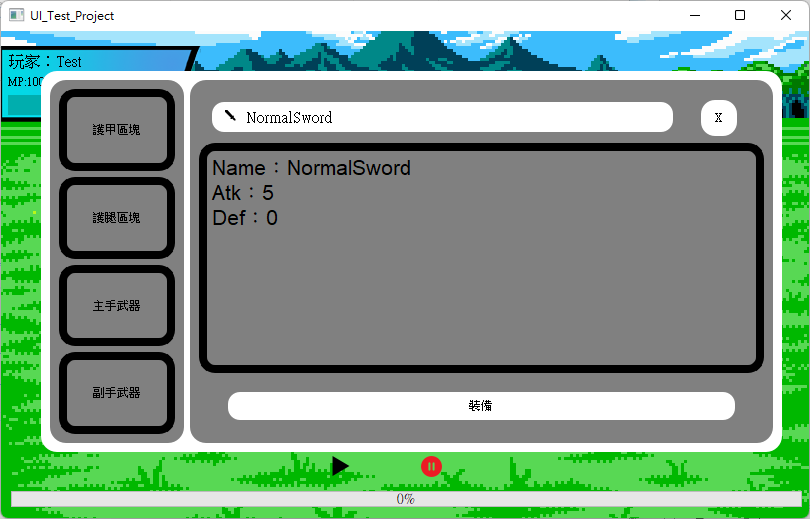 UI_Test_Project
玩家：Test
MP:100
護甲區塊
護腿區塊
主手武器
副手武器
NormalSword
X
Name：NormalSword
Atk：5
Def：0
裝備
0%